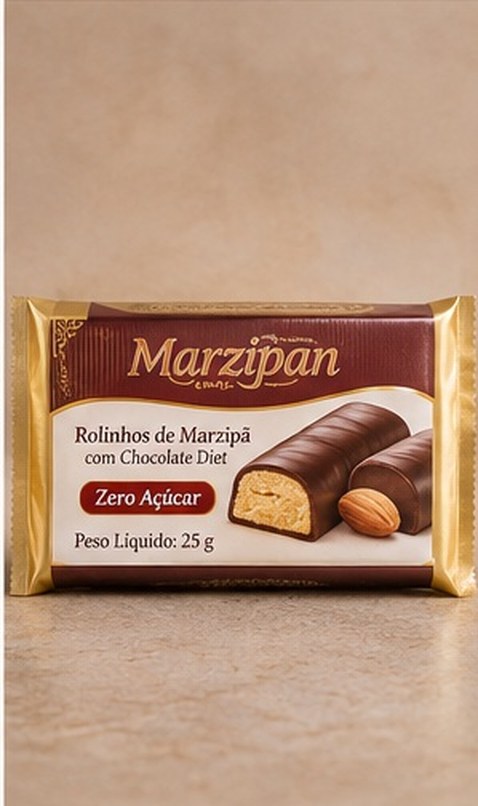 Marzipan
Rolinhos de Marzipã
com Chocolate Diet
Zero Açúcar
Peso Liquido: 25 g